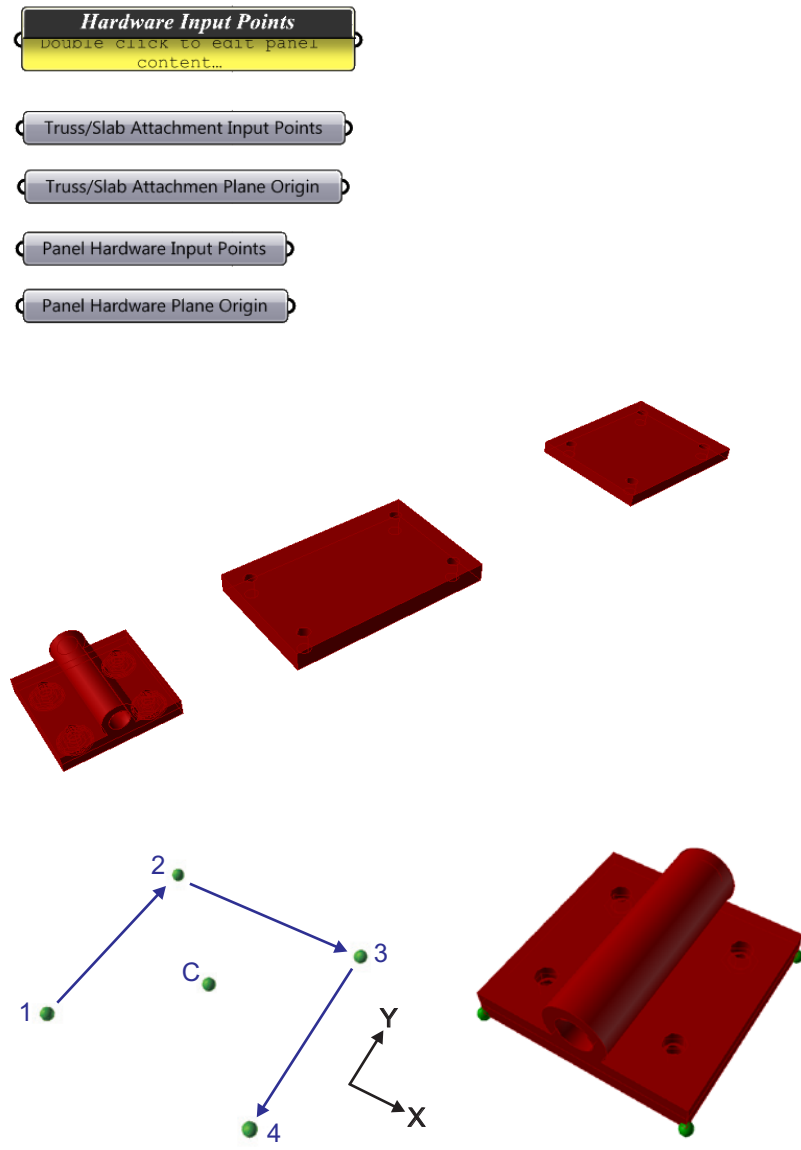 Hardware Input Points
Double click to edit panel
content…
Truss/Slab Attachment Input Points
Truss/Slab Attachmen Plane Origin
Panel Hardware Input Points
Panel Hardware Plane Origin
2
C
3
1
Y
X
4